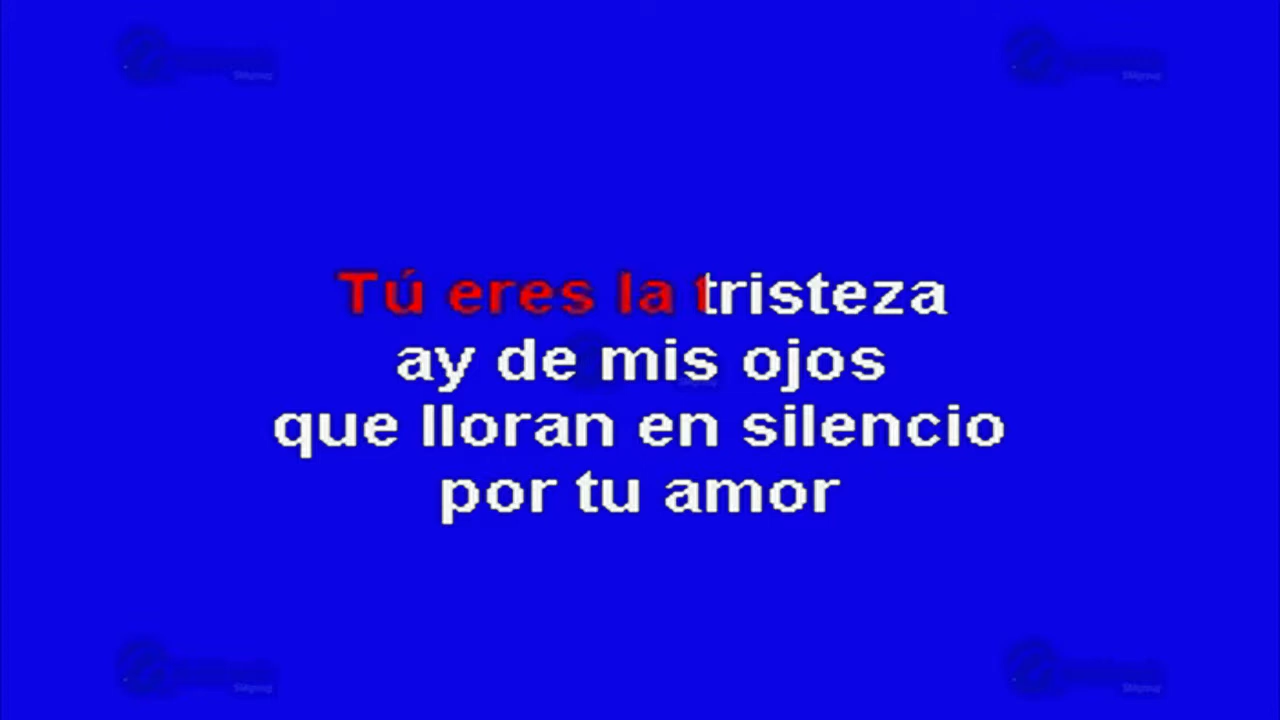 Tú eres la tristeza
ay de mis ojos
que lloran en silencio
por tu amor